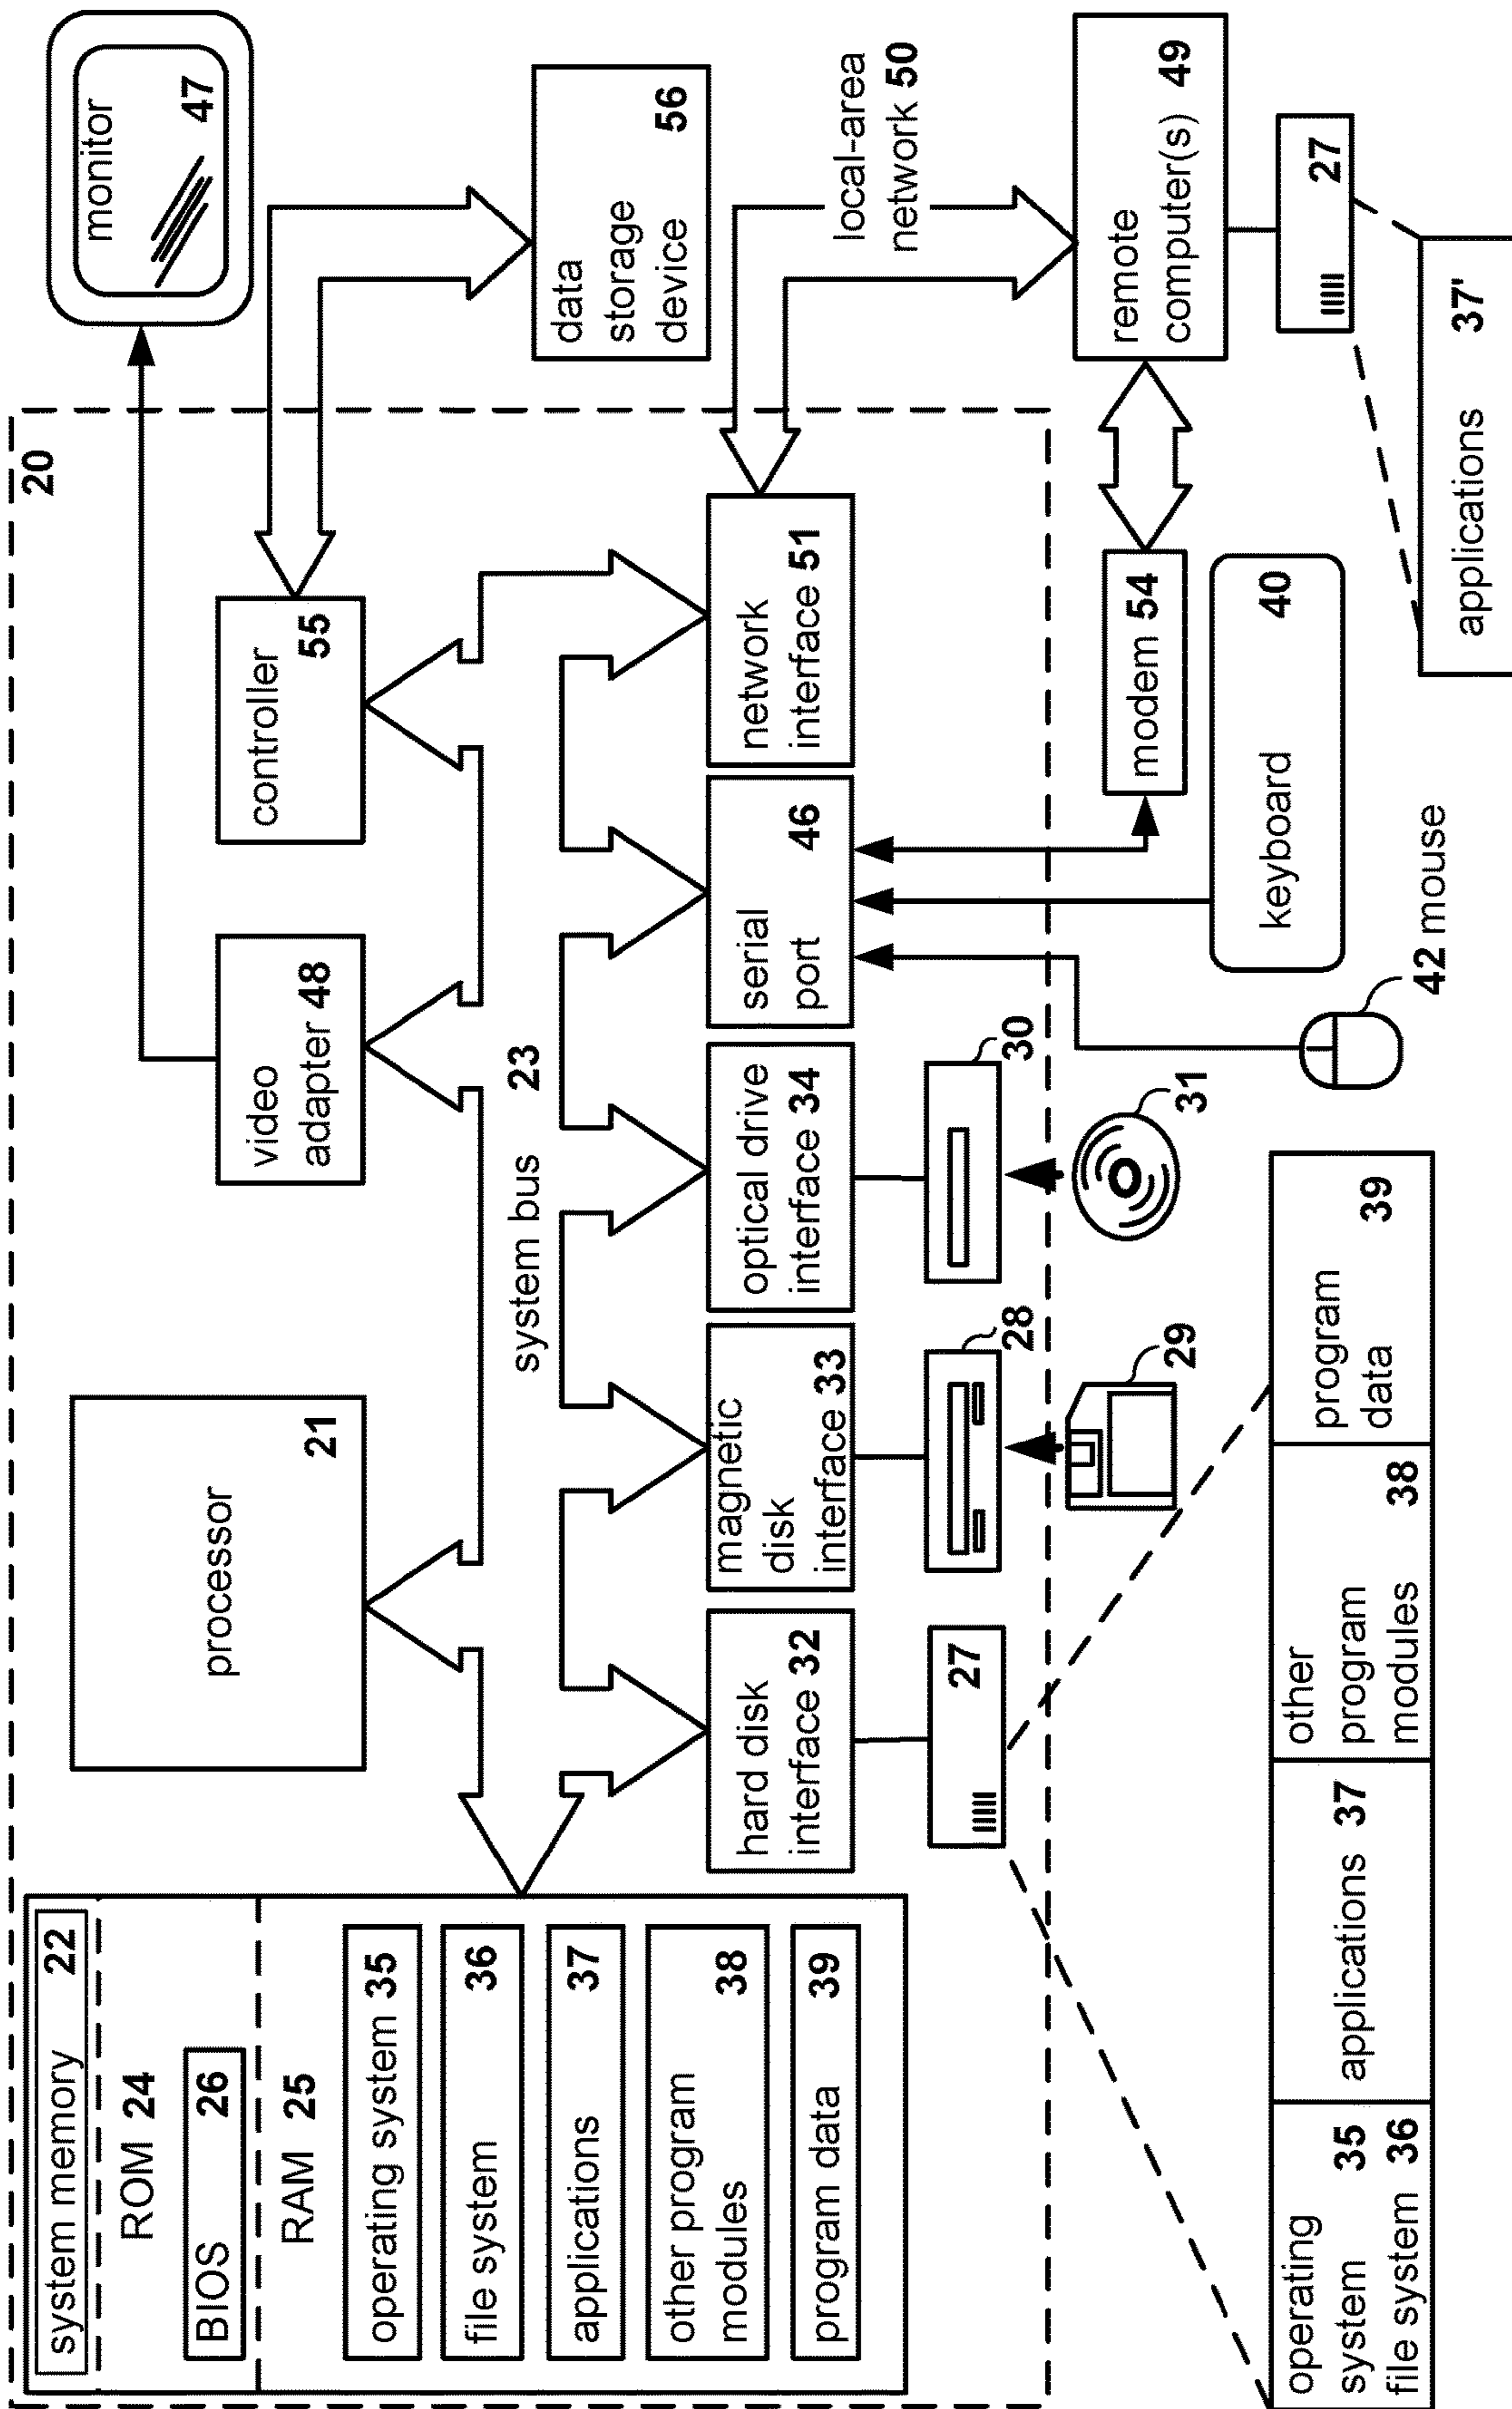 20
system memory 22
ROM 24
BIOS 26
RAM 25
operating system 35
file system 36
applications 37
other program
modules 38
program data 39
processor
21
video
adapter 48
controller
55
monitor
47
system bus 23
data
storage
device 56
hard disk
interface 32
magnetic
disk
interface 33
optical drive
interface 34
serial
port 46
network
interface 51
local-area
network 50
27
28
30
29
31
modem 54
remote
computer(s) 49
27
keyboard 40
42 mouse
operating
system 35
file system 36
applications 37
other
program
modules 38
program
data 39
applications 37'